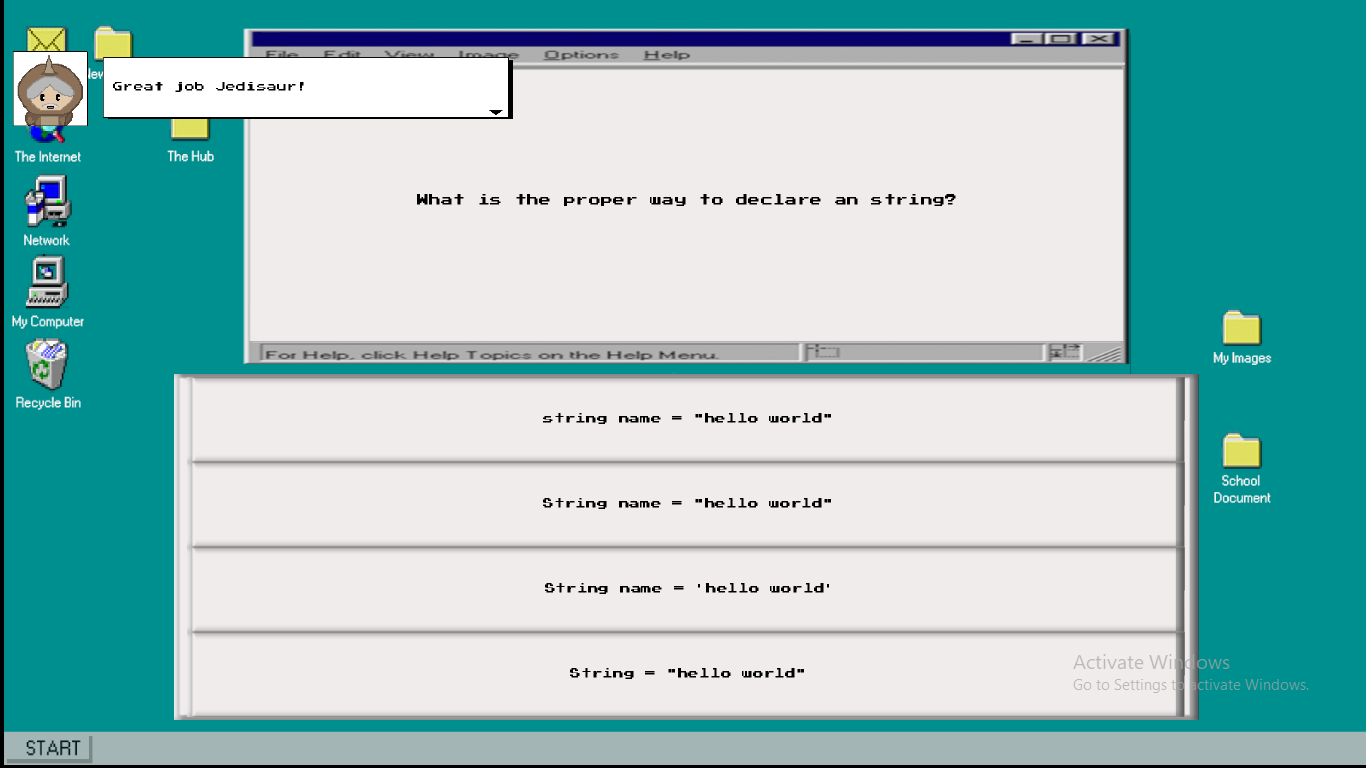 File Edit View Image Options Help
New
Great job Jedisaur!
The Internet
The Hub
What is the proper way to declare an string?
Network
My Computer
My Images
For Help, click Help Topics on the Help Menu.
Recycle Bin
string name = "hello world"
String name = "hello world"
School
Document
String name = 'hello world'
String = "hello world"
Activate Windows
Go to Settings to activate Windows.
START